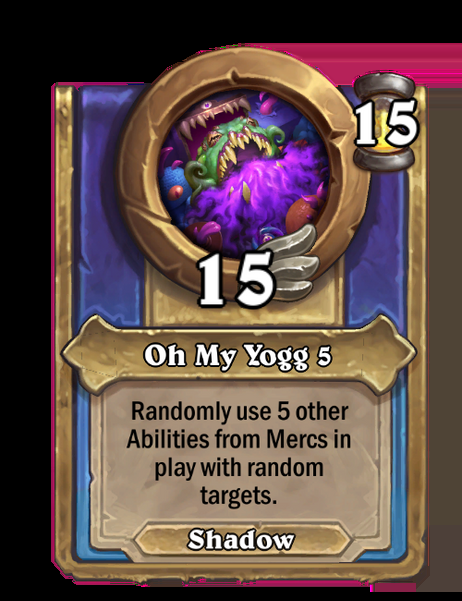 15
15
Oh My Yogg 5
Randomly use 5 other
Abilities from Mercs in
play with random
targets.
Shadow